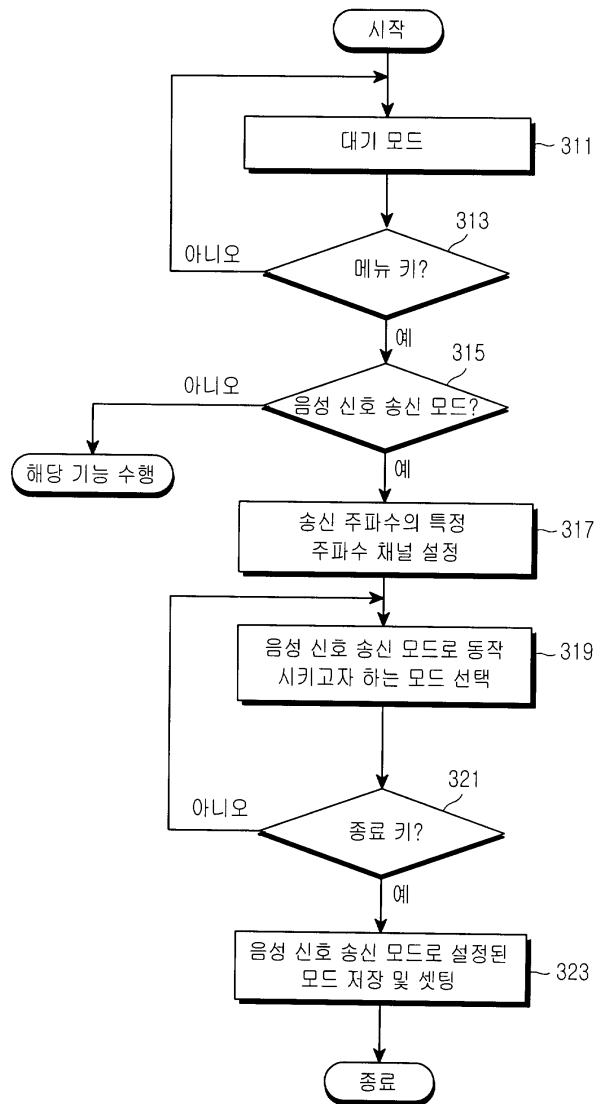 시작
대기 모드
311
313
메뉴 키?
아니오
예
315
음성 신호 송신 모드?
아니오
해당 기능 수행
예
송신 주파수의 특정
주파수 채널 설정
317
음성 신호 송신 모드로 동작
시키고자 하는 모드 선택
319
321
종료 키?
아니오
예
음성 신호 송신 모드로 설정된
모드 저장 및 셋팅
323
종료